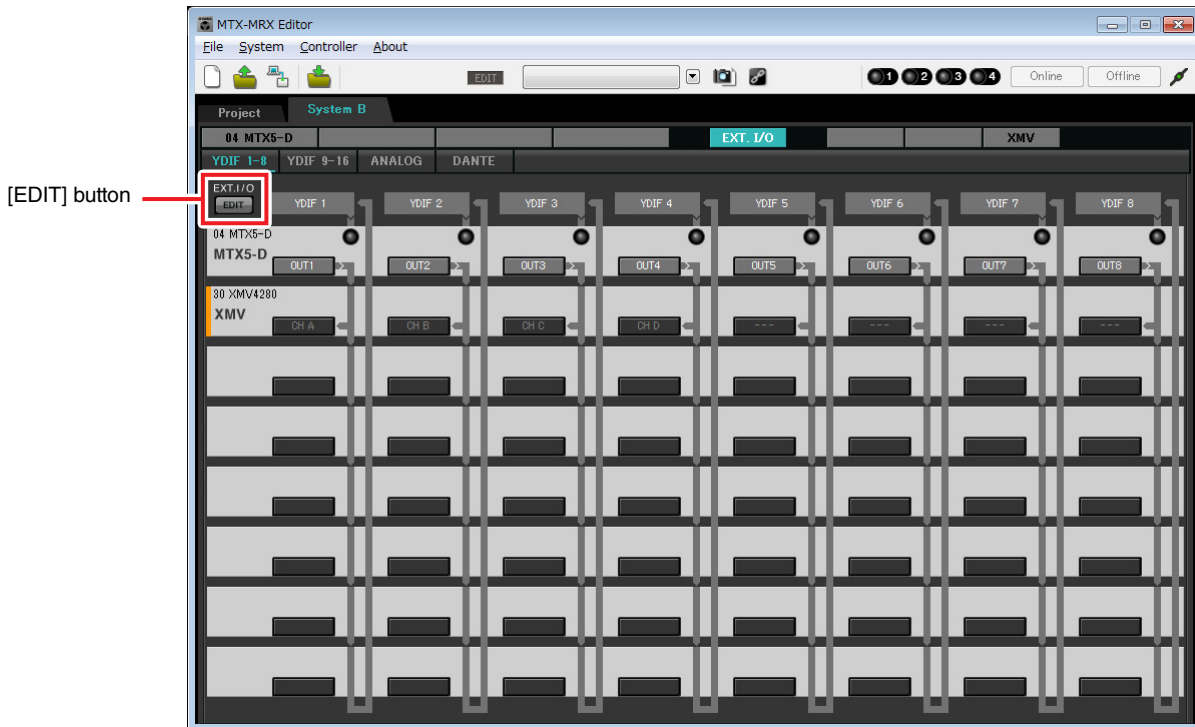 MTX-MRX Editor
File System Controller About
EDIT 1 2 3 4 Online Offline
Project System B
04 MTX5-D EXT. I/O XMV
YDIF 1-8 YDIF 9-16 ANALOG DANTE
[EDIT] button
EXT.I/O
EDIT YDIF 1 YDIF 2 YDIF 3 YDIF 4 YDIF 5 YDIF 6 YDIF 7 YDIF 8
04 MTX5-D
MTX5-D
OUT1 OUT2 OUT3 OUT4 OUT5 OUT6 OUT7 OUT8
30 XMV4280
XMV
CH A CH B CH C CH D --- --- --- ---